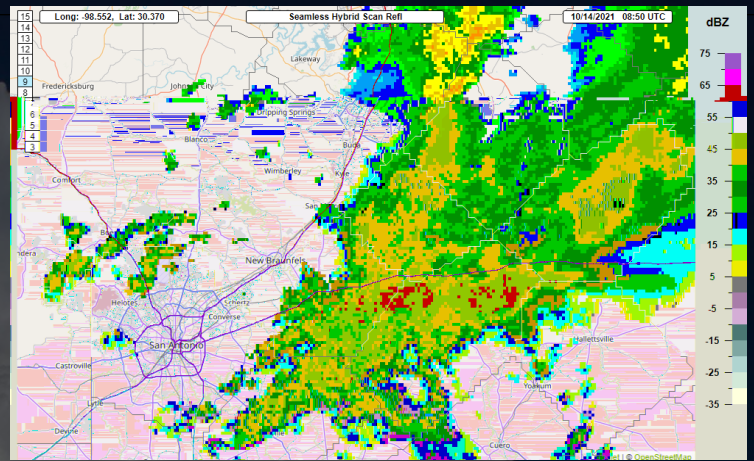 Long: -98.552, Lat: 30.370
Seamless Hybrid Scan Refl
10/14/2021 08:50 UTC
dBZ
15
14
13
12
11
10
9
8
6
5
4
3
75
65
55
45
35
25
15
5
-5
-15
-25
-35
Lakeway
Fredericksburg
Dripping Springs
Blanco
Buda
Wimberley
Kyle
Comfort
San
New Braunfels
Helotes
Schertz
Converse
San Antonio
Hallettsville
Castroville
Yoakum
Lytle
Devine
Cuero
| © OpenStreetMap